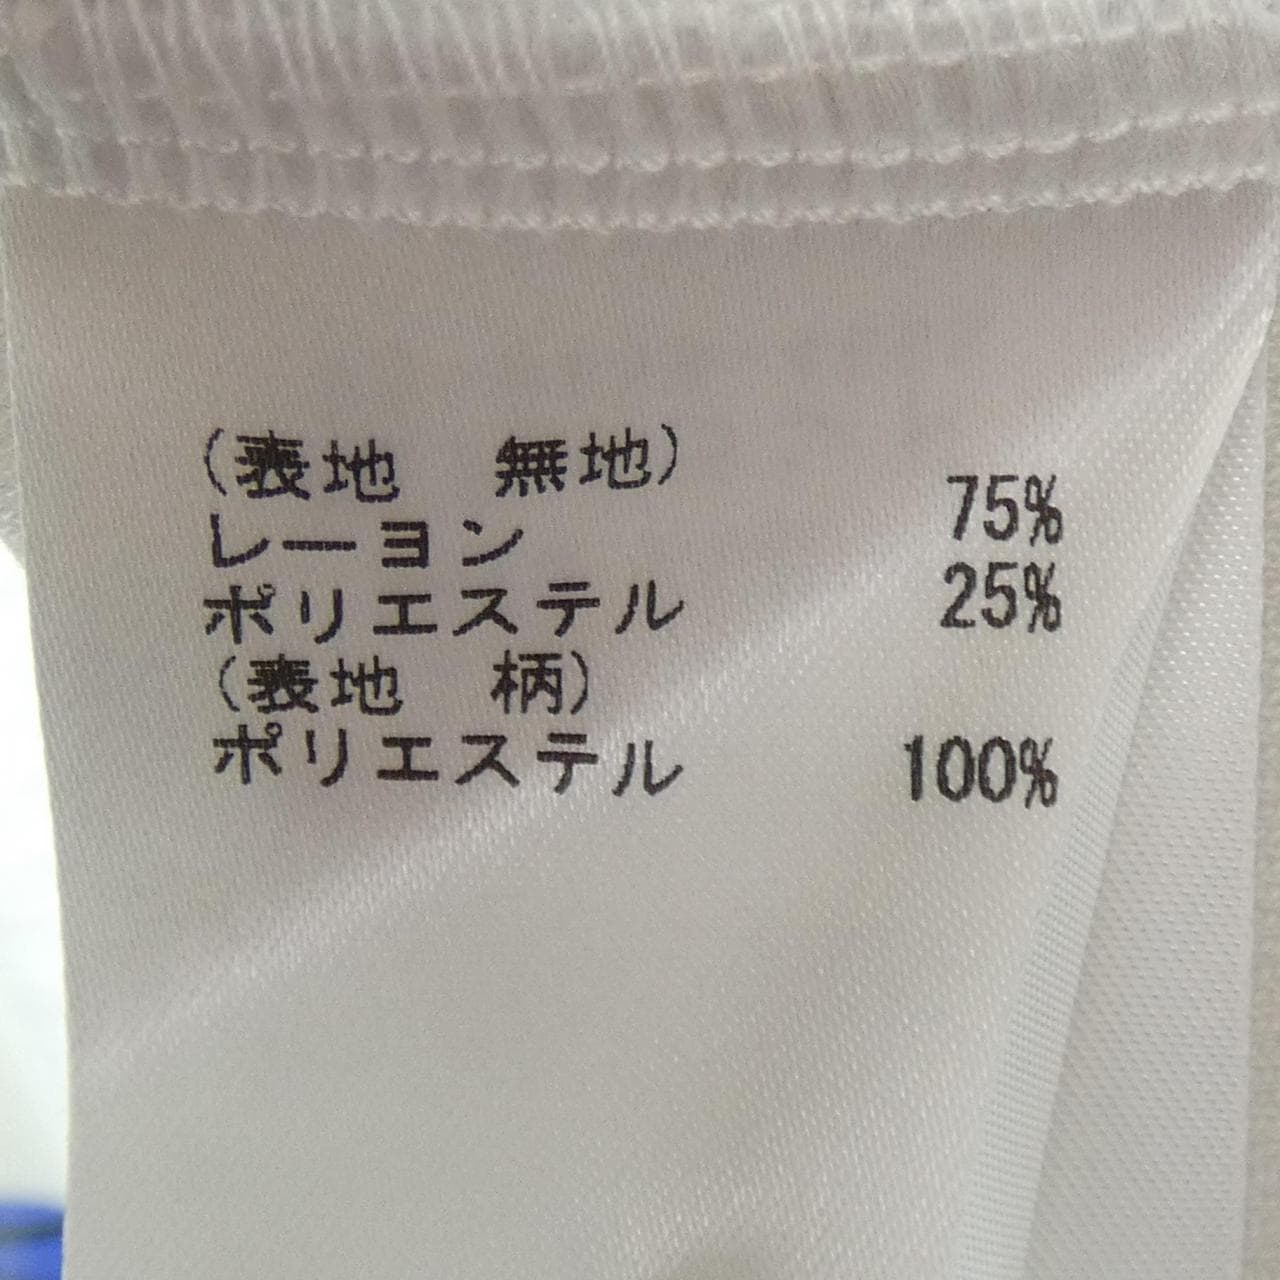 (表地　無地)
レーヨン 75%
ポリエステル 25%
(表地　柄)
ポリエステル 100%